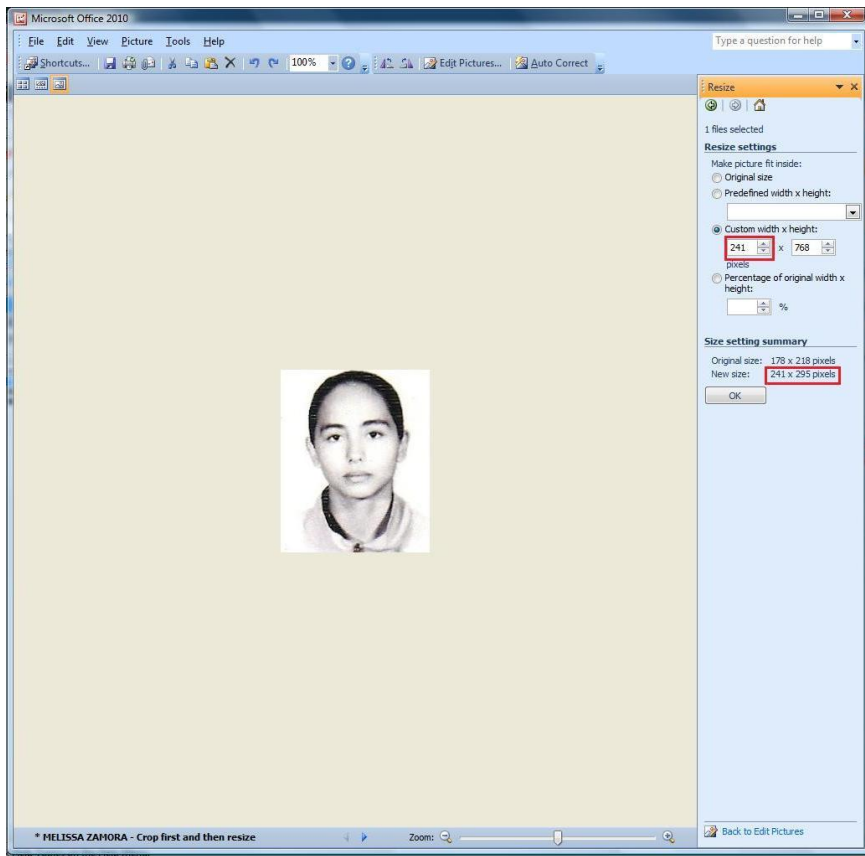 Microsoft Office 2010
File Edit View Picture Tools Help
Type a question for help
Shortcuts... 100% Edit Pictures... Auto Correct
Resize
1 files selected
Resize settings
Make picture fit inside:
Original size
Predefined width x height:
Custom width x height:
241 x 768
pixels
Percentage of original width x
height:
%
Size setting summary
Original size: 178 x 218 pixels
New size: 241 x 295 pixels
OK
* MELISSA ZAMORA - Crop first and then resize
Zoom:
Back to Edit Pictures